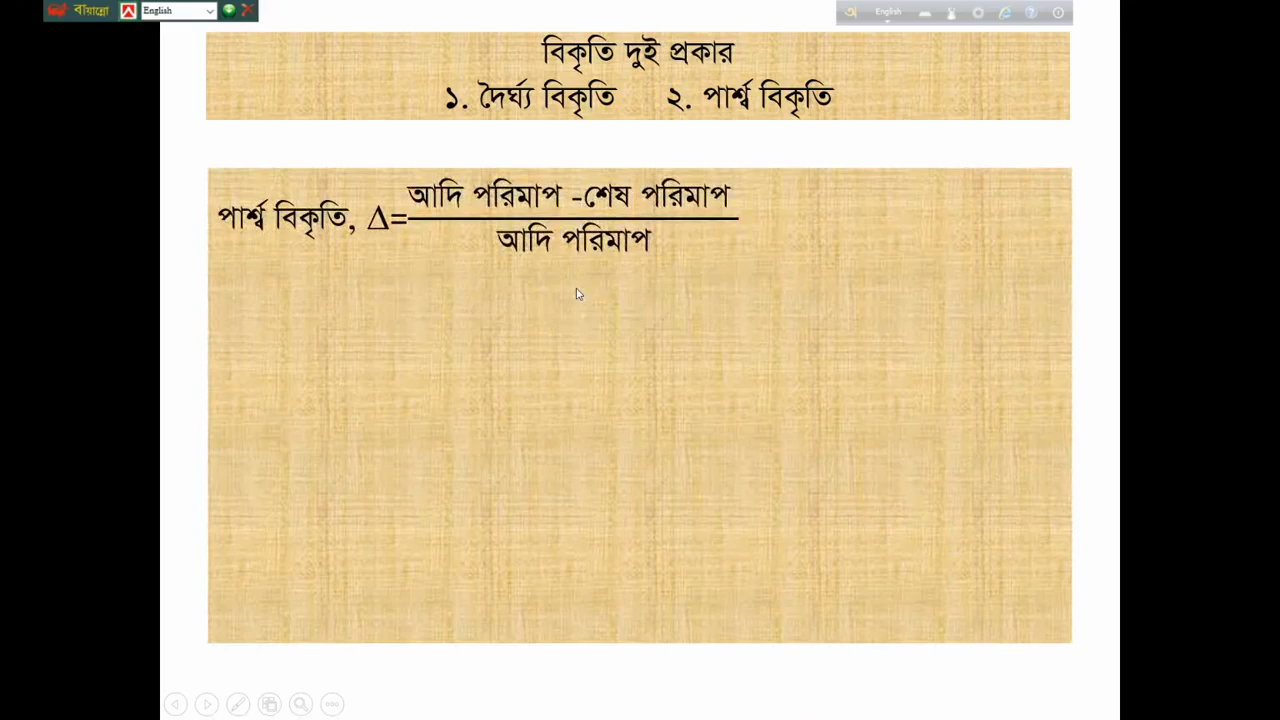 বায়ান্নো English
অ English
বিকৃতি দুই প্রকার
১. দৈর্ঘ্য বিকৃতি ২. পার্শ্ব বিকৃতি
আদি পরিমাপ -শেষ পরিমাপ
পার্শ্ব বিকৃতি, Δ=
আদি পরিমাপ